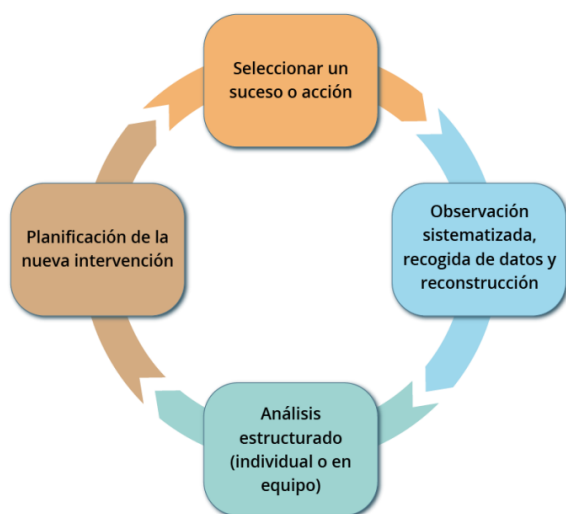 Seleccionar un
suceso o acción
Observación
sistematizada,
recogida de datos y
reconstrucción
Análisis
estructurado
(individual o en
equipo)
Planificación de la
nueva intervención